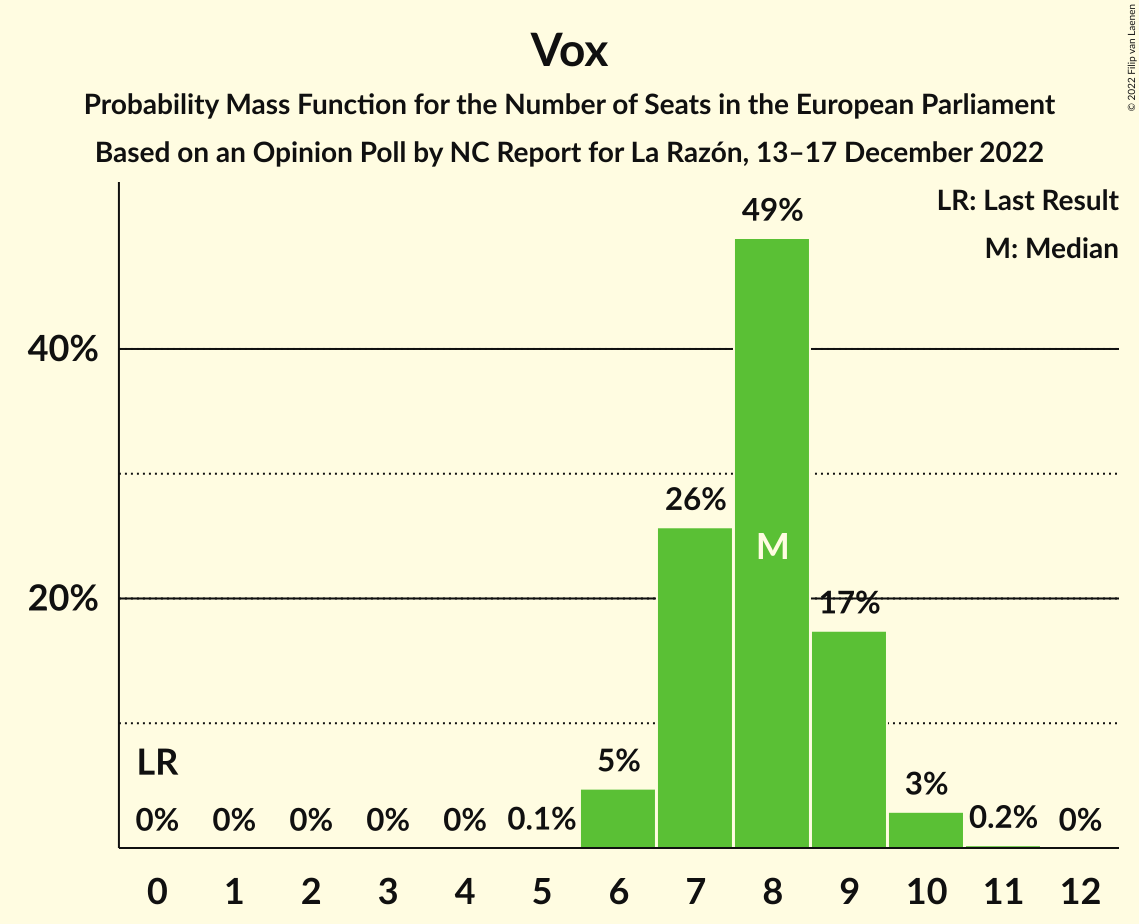 Vox
Probability Mass Function for the Number of Seats in the European Parliament
Based on an Opinion Poll by NC Report for La Razón, 13–17 December 2022
© 2022 Filip van Laenen
LR: Last Result
M: Median
49%
40%
26%
M
20%
17%
LR
5%
3%
0% 0% 0% 0% 0% 0.1% 0.2% 0%
0 1 2 3 4 5 6 7 8 9 10 11 12